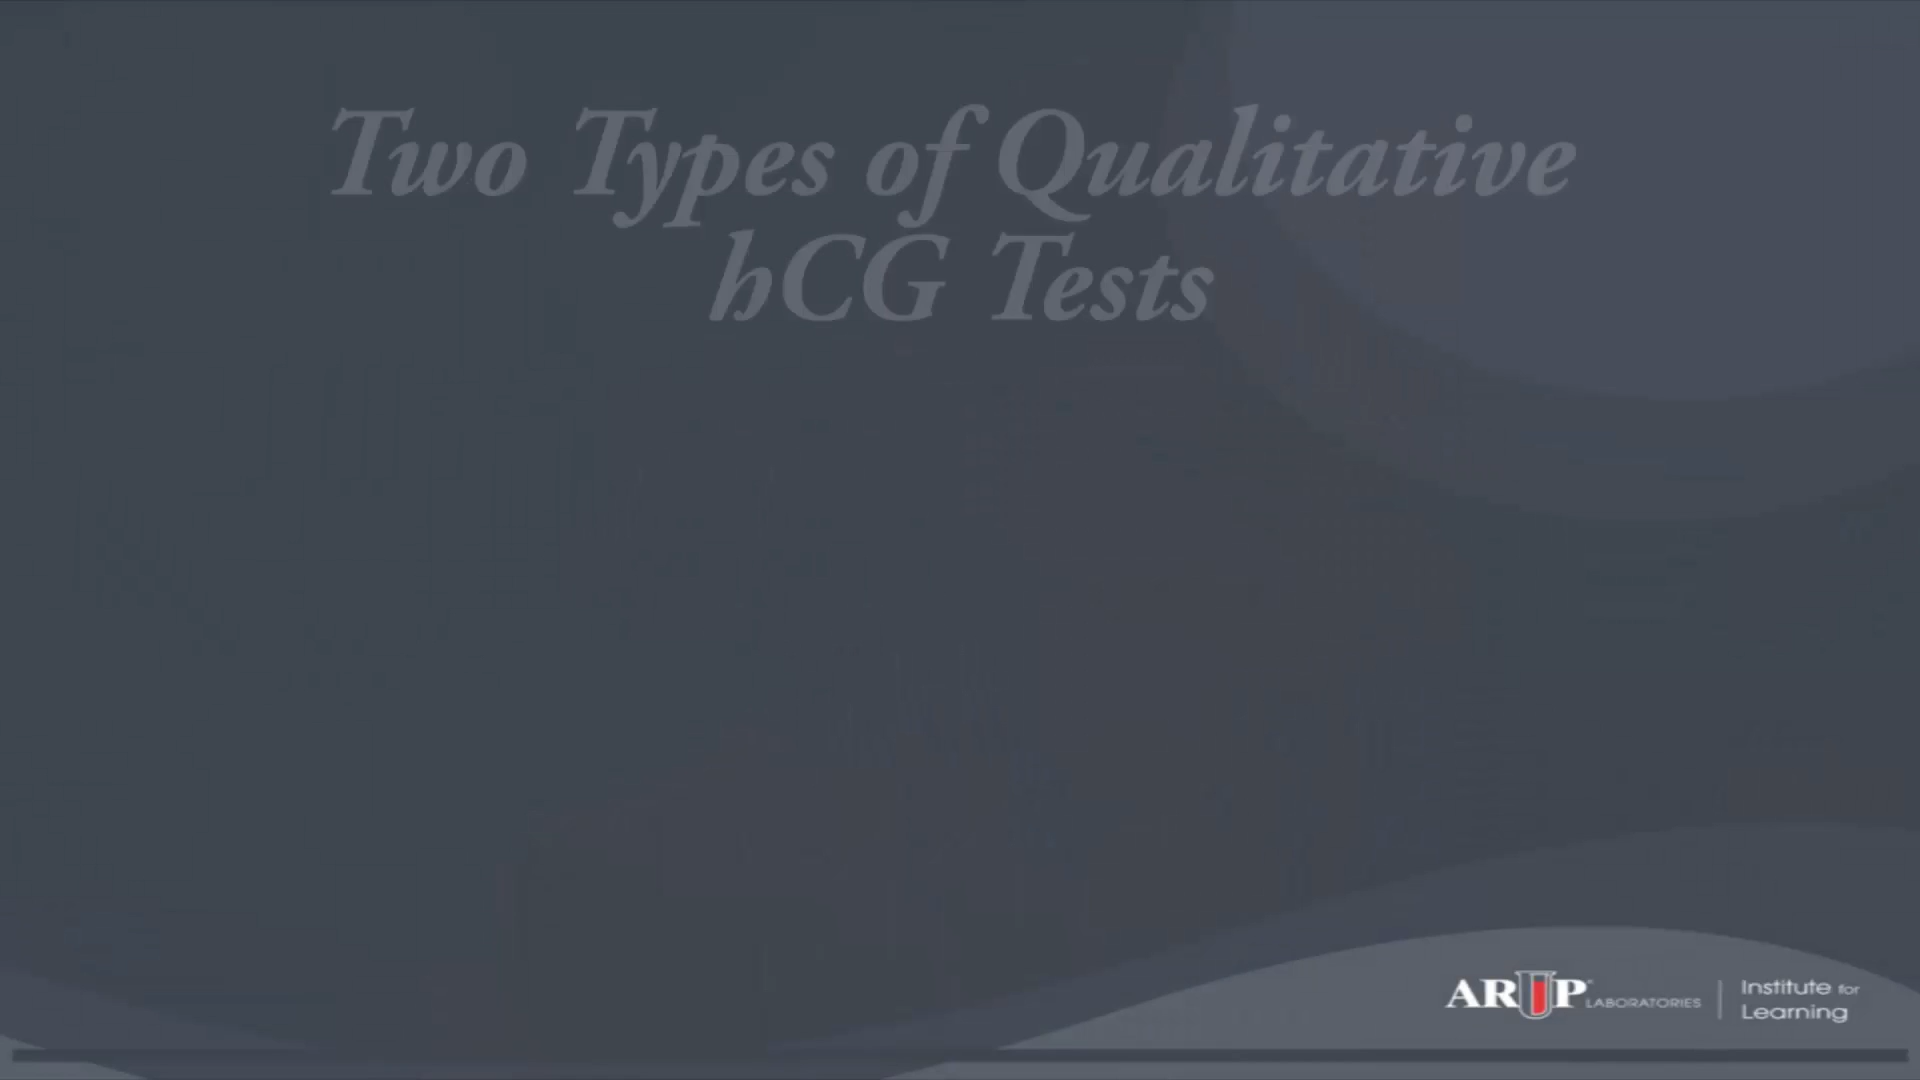 Two Types of Qualitative
hCG Tests
ARUP LABORATORIES
Institute for
Learning